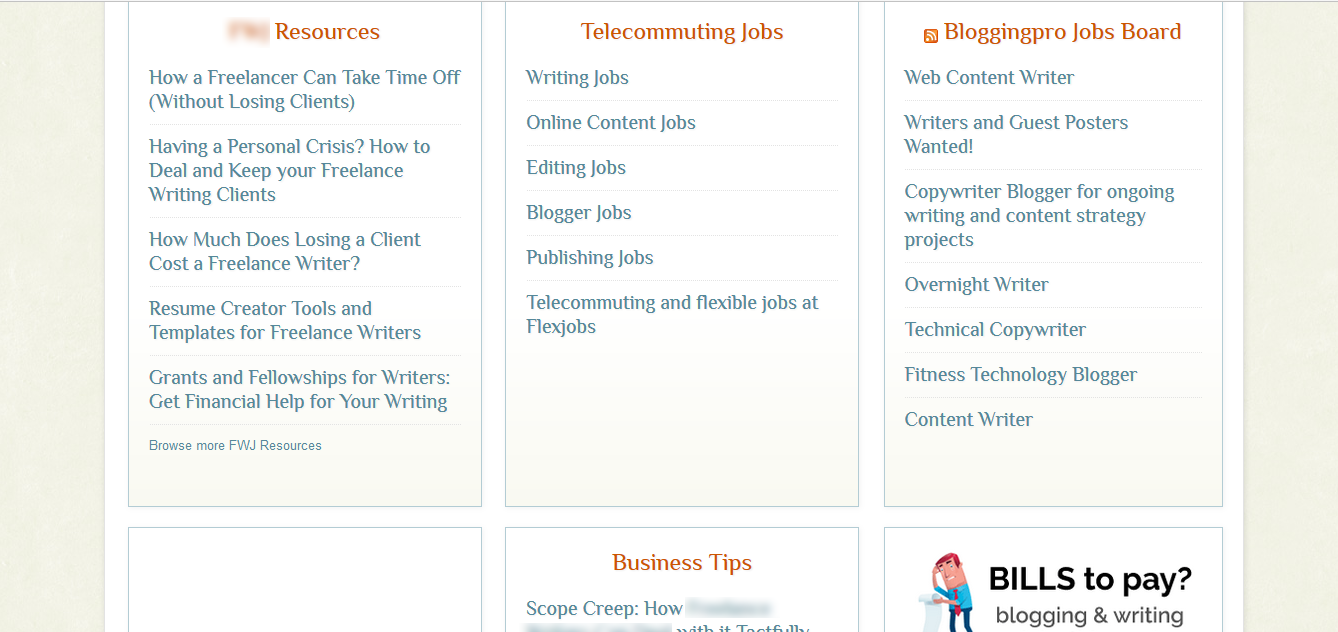 Resources
How a Freelancer Can Take Time Off
(Without Losing Clients)
Having a Personal Crisis? How to
Deal and Keep your Freelance
Writing Clients
How Much Does Losing a Client
Cost a Freelance Writer?
Resume Creator Tools and
Templates for Freelance Writers
Grants and Fellowships for Writers:
Get Financial Help for Your Writing
Browse more FWJ Resources
Telecommuting Jobs
Writing Jobs
Online Content Jobs
Editing Jobs
Blogger Jobs
Publishing Jobs
Telecommuting and flexible jobs at
Flexjobs
Bloggingpro Jobs Board
Web Content Writer
Writers and Guest Posters
Wanted!
Copywriter Blogger for ongoing
writing and content strategy
projects
Overnight Writer
Technical Copywriter
Fitness Technology Blogger
Content Writer
Business Tips
Scope Creep: How
with it Tactfully
BILLS to pay?
blogging & writing